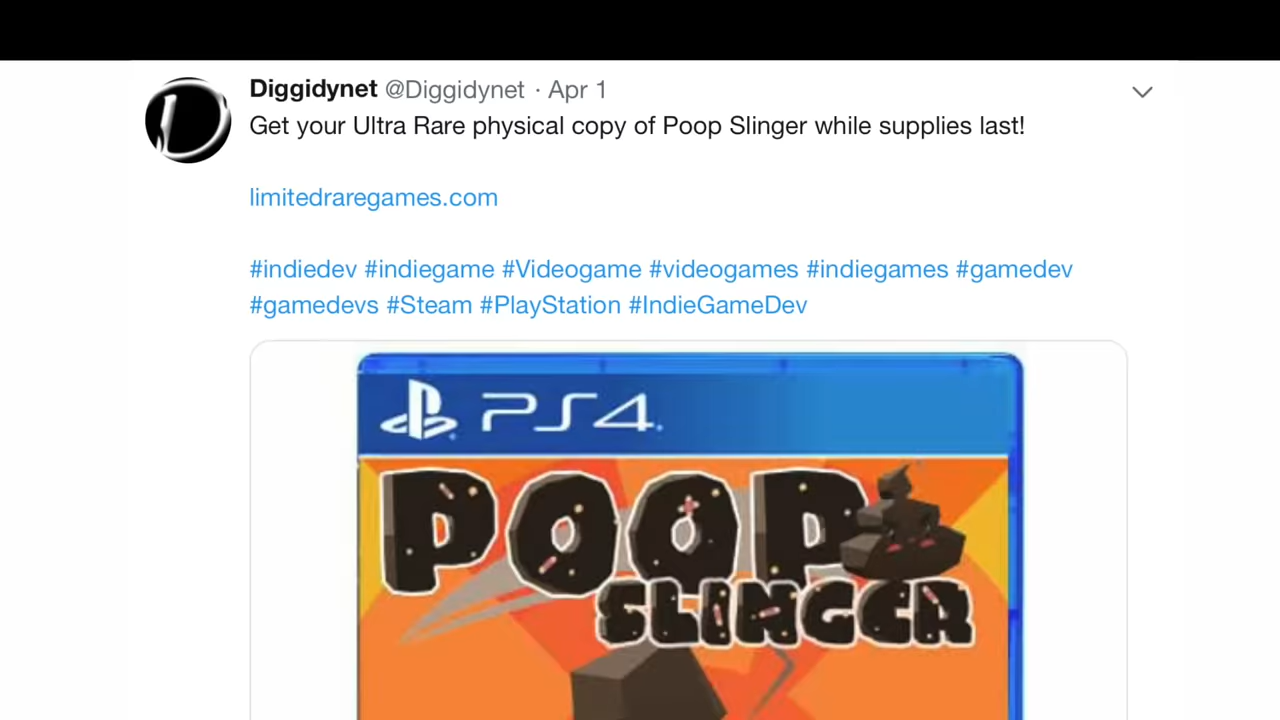 Diggidynet @Diggidynet · Apr 1
Get your Ultra Rare physical copy of Poop Slinger while supplies last!
limitedraregames.com
#indiedev #indiegame #Videogame #videogames #indiegames #gamedev
#gamedevs #Steam #PlayStation #IndieGameDev
PS4
POOP
SLINGER